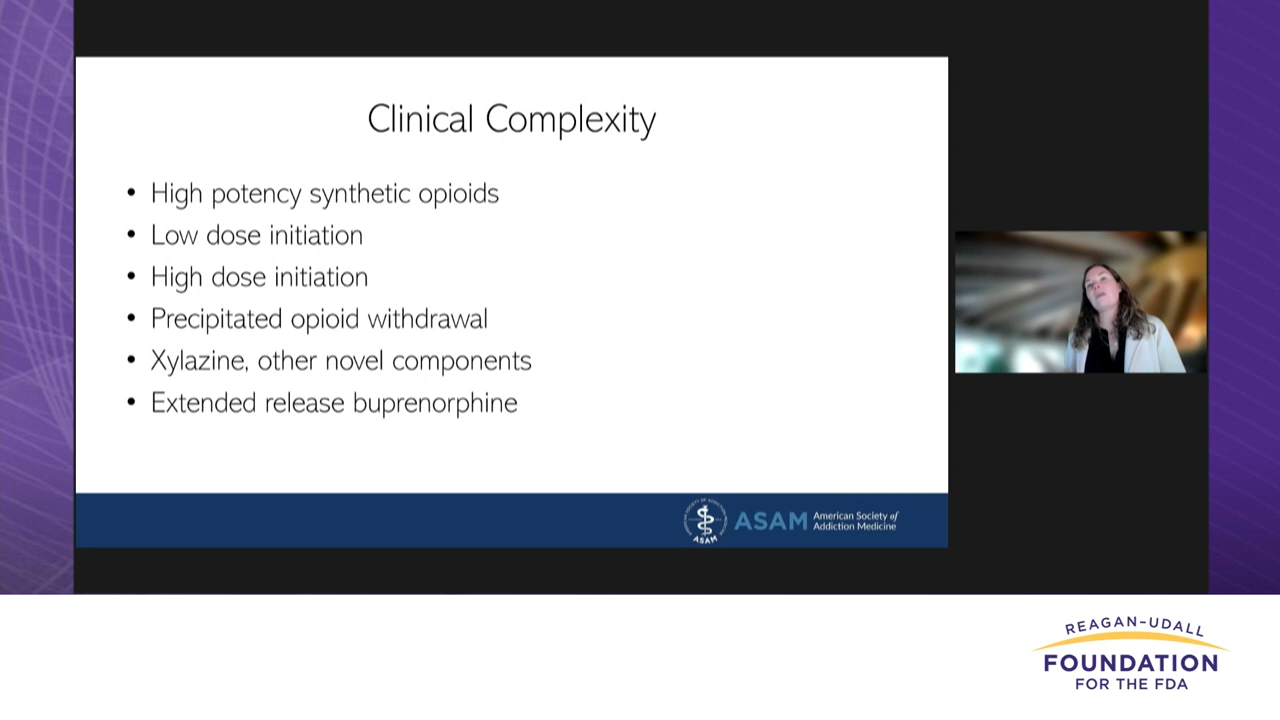 Clinical Complexity
• High potency synthetic opioids
• Low dose initiation
• High dose initiation
• Precipitated opioid withdrawal
• Xylazine, other novel components
• Extended release buprenorphine
ASAM
ASAM
American Society of
Addiction Medicine
REAGAN-UDALL
FOUNDATION
FOR THE FDA